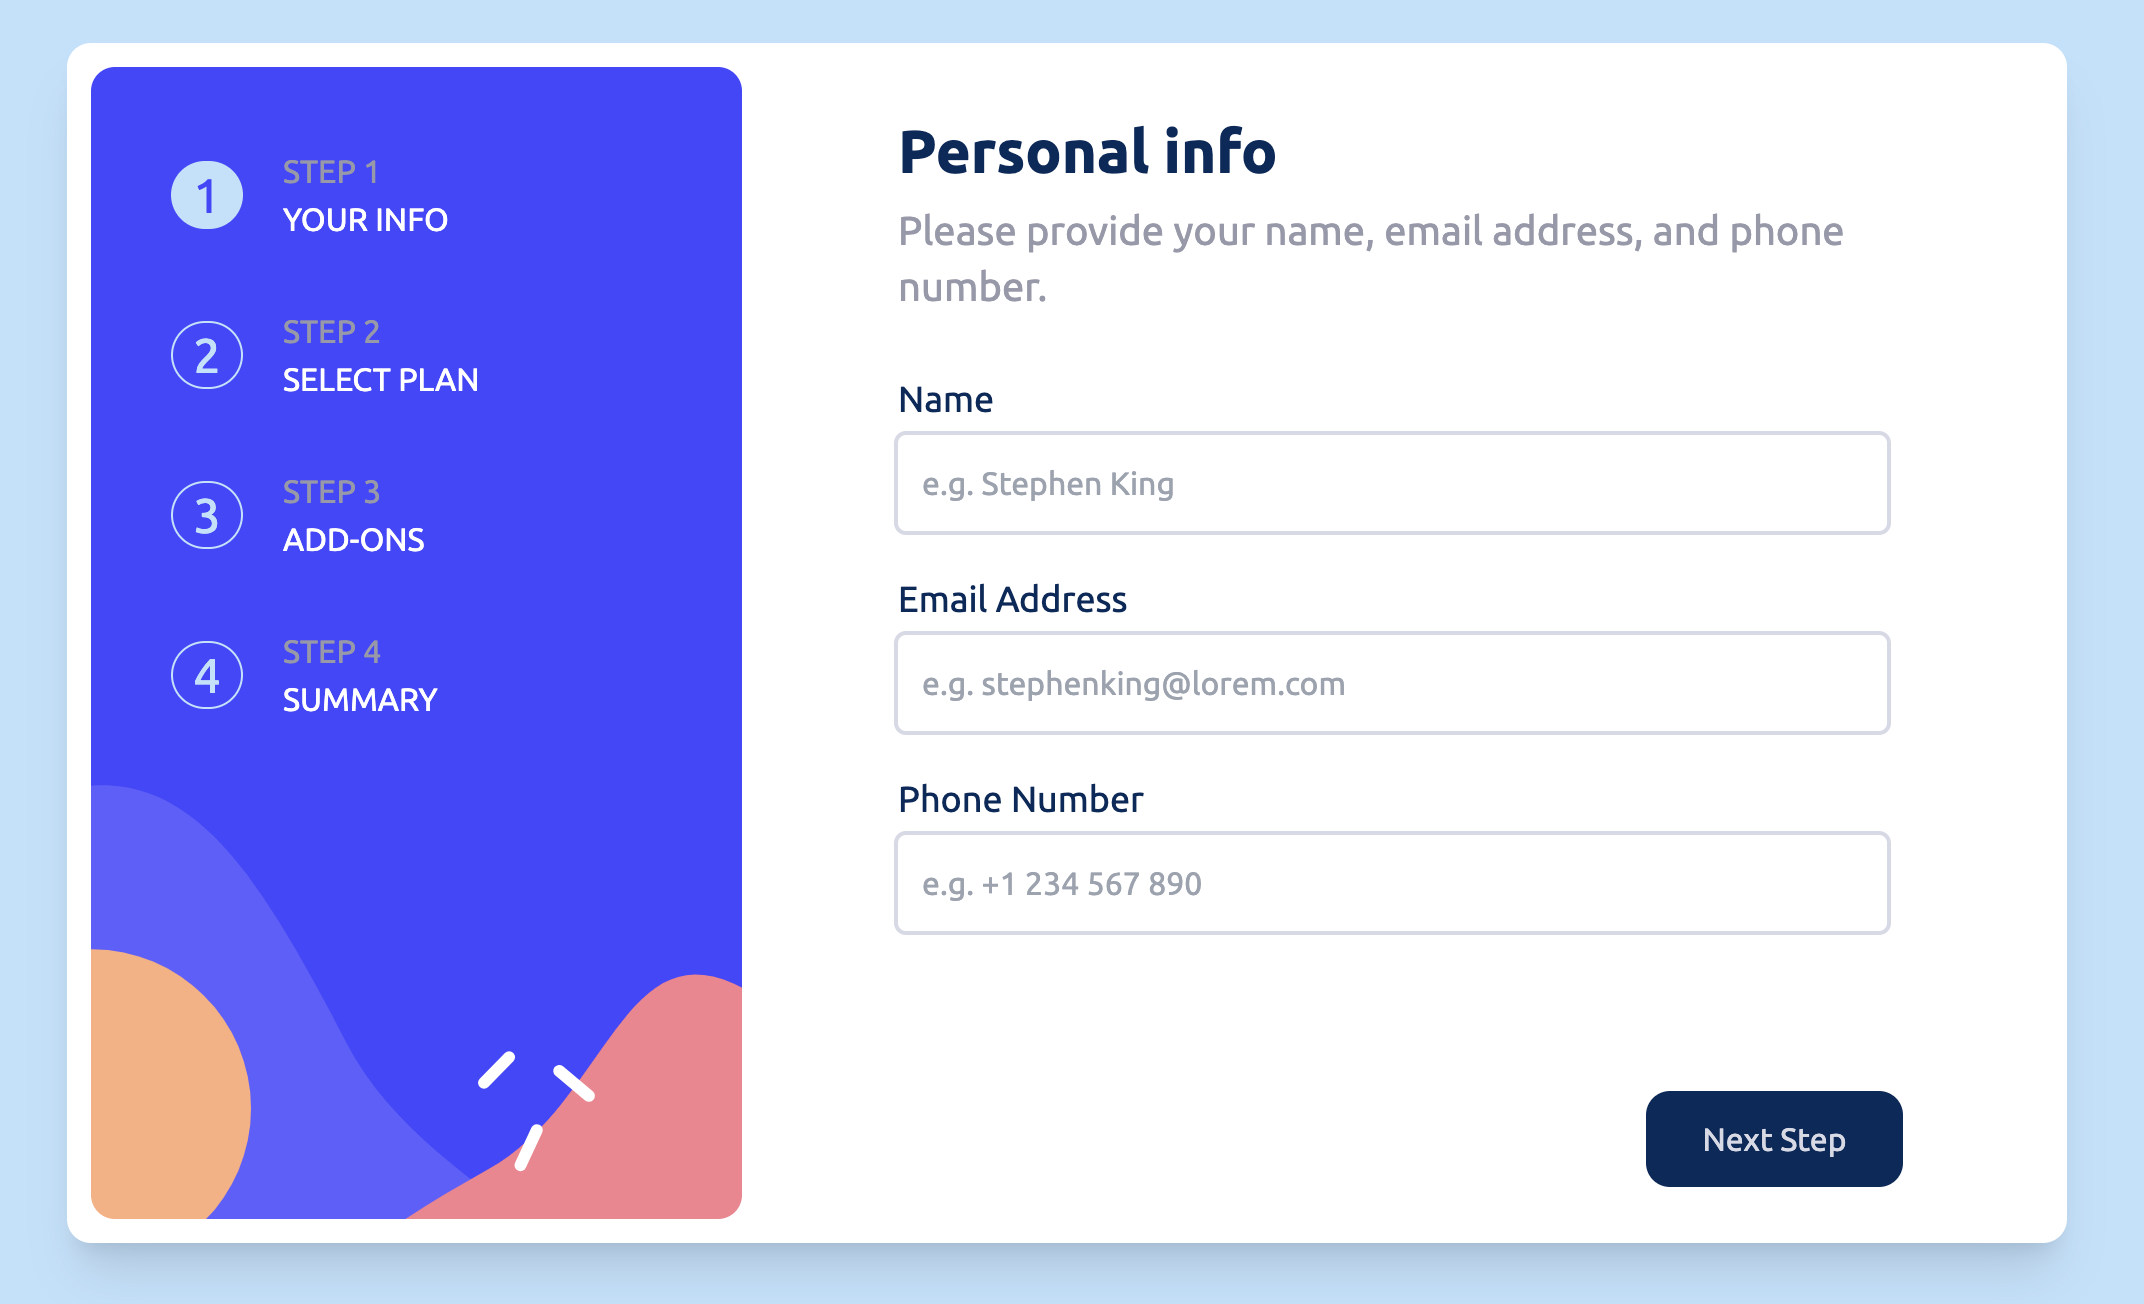 1
STEP 1
YOUR INFO
2
STEP 2
SELECT PLAN
3
STEP 3
ADD-ONS
4
STEP 4
SUMMARY
Personal info
Please provide your name, email address, and phone
number.
Name
e.g. Stephen King
Email Address
e.g. stephenking@lorem.com
Phone Number
e.g. +1 234 567 890
Next Step